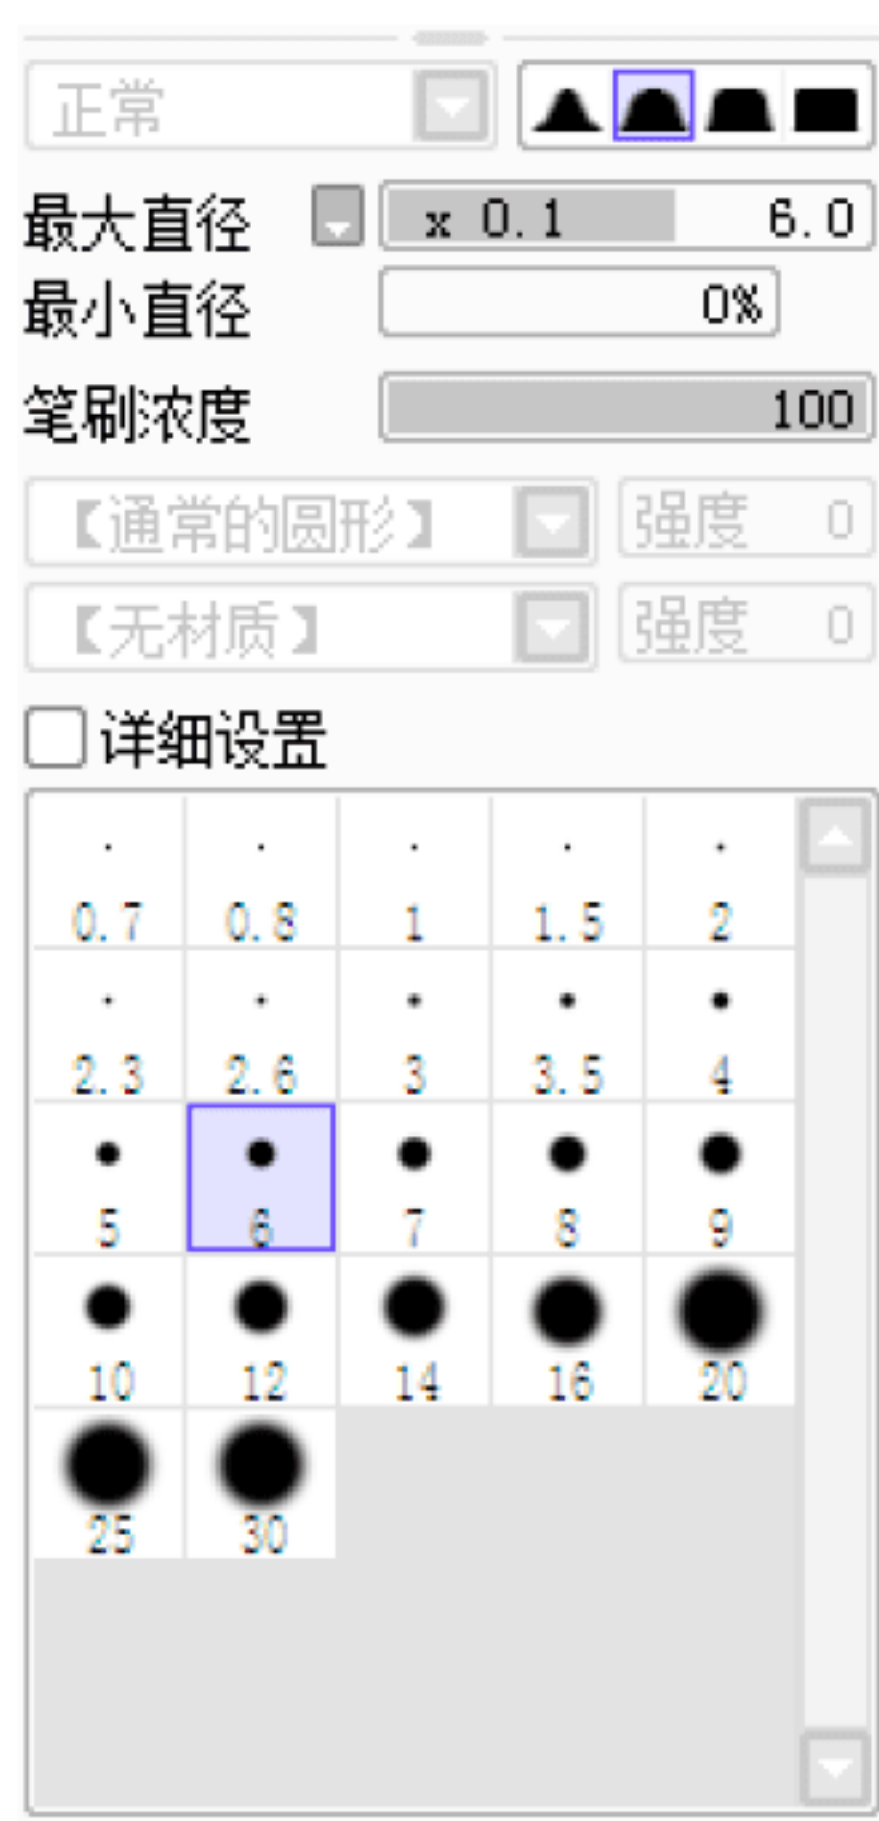 正常
最大直径 x 0.1 6.0
最小直径 0%
笔刷浓度 100
【通常的圆形】 强度 0
【无材质】 强度 0
详细设置
0.7 0.8 1 1.5 2
2.3 2.6 3 3.5 4
5 6 7 8 9
10 12 14 16 20
25 30